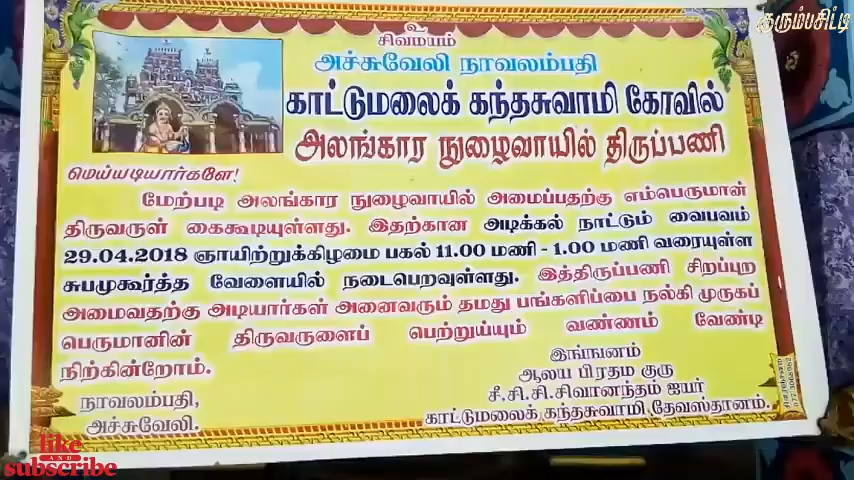 குரும்பசிட்டி
உ
சிவமயம்
அச்சுவேலி நாவலம்பதி
காட்டுமலைக் கந்தசுவாமி கோவில்
அலங்கார நுழைவாயில் திருப்பணி
மெய்யடியார்களே!
மேற்படி அலங்கார நுழைவாயில் அமைப்பதற்கு எம்பெருமான்
திருவருள் கைகூடியுள்ளது. இதற்கான அடிக்கல் நாட்டும் வைபவம்
29.04.2018 ஞாயிற்றுக்கிழமை பகல் 11.00 மணி - 1.00 மணி வரையுள்ள
சுபமுகூர்த்த வேளையில் நடைபெறவுள்ளது. இத்திருப்பணி சிறப்புற
அமைவதற்கு அடியார்கள் அனைவரும் தமது பங்களிப்பை நல்கி முருகப்
பெருமானின் திருவருளைப் பெற்றுய்யும் வண்ணம் வேண்டி
நிற்கின்றோம்.
நாவலம்பதி,
அச்சுவேலி.
இங்ஙனம்
ஆலய பிரதம குரு
சீ.சி.சி.சிவானந்தம் ஐயர்
காட்டுமலைக் கந்தசுவாமி தேவஸ்தானம்.
like
AND
subscribe